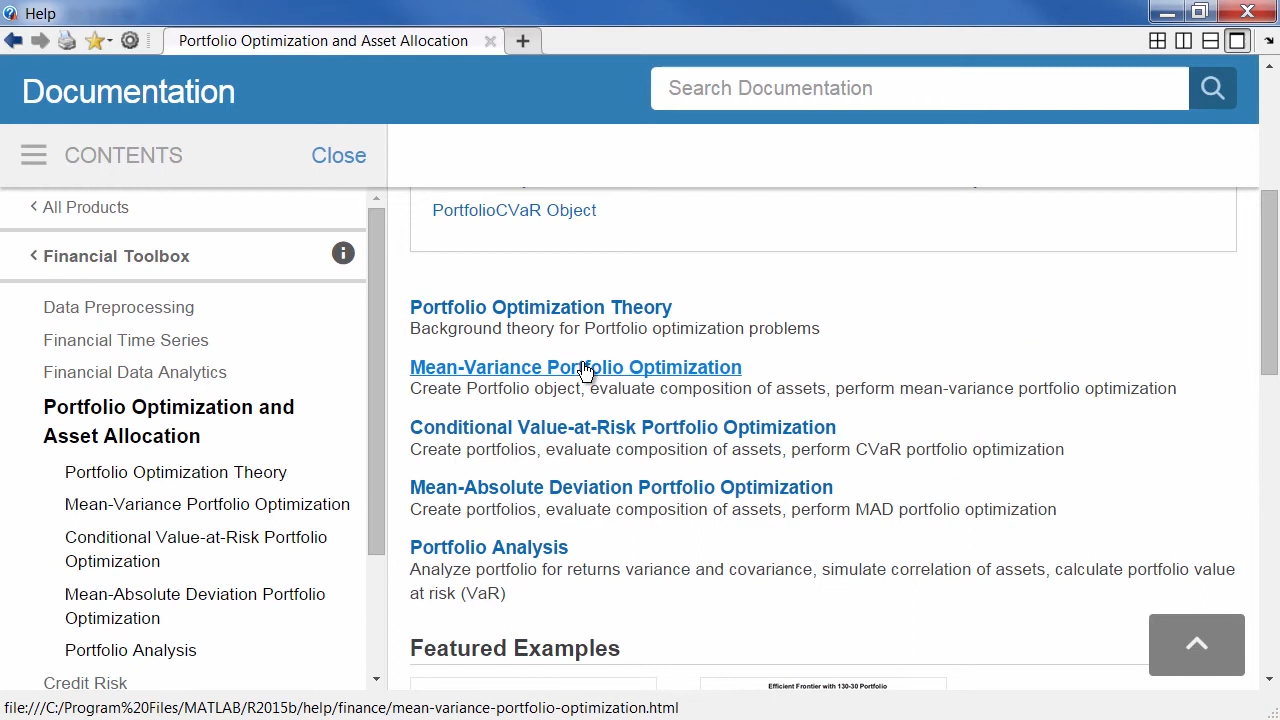 Help
Portfolio Optimization and Asset Allocation
Documentation
Search Documentation
CONTENTS
Close
All Products
Financial Toolbox
Data Preprocessing
Financial Time Series
Financial Data Analytics
Portfolio Optimization and
Asset Allocation
Portfolio Optimization Theory
Mean-Variance Portfolio Optimization
Conditional Value-at-Risk Portfolio
Optimization
Mean-Absolute Deviation Portfolio
Optimization
Portfolio Analysis
Credit Risk
PortfolioCVaR Object
Portfolio Optimization Theory
Background theory for Portfolio optimization problems
Mean-Variance Portfolio Optimization
Create Portfolio object, evaluate composition of assets, perform mean-variance portfolio optimization
Conditional Value-at-Risk Portfolio Optimization
Create portfolios, evaluate composition of assets, perform CVaR portfolio optimization
Mean-Absolute Deviation Portfolio Optimization
Create portfolios, evaluate composition of assets, perform MAD portfolio optimization
Portfolio Analysis
Analyze portfolio for returns variance and covariance, simulate correlation of assets, calculate portfolio value
at risk (VaR)
Featured Examples
Efficient Frontier with 130-30 Portfolio
file:///C:/Program%20Files/MATLAB/R2015b/help/finance/mean-variance-portfolio-optimization.html